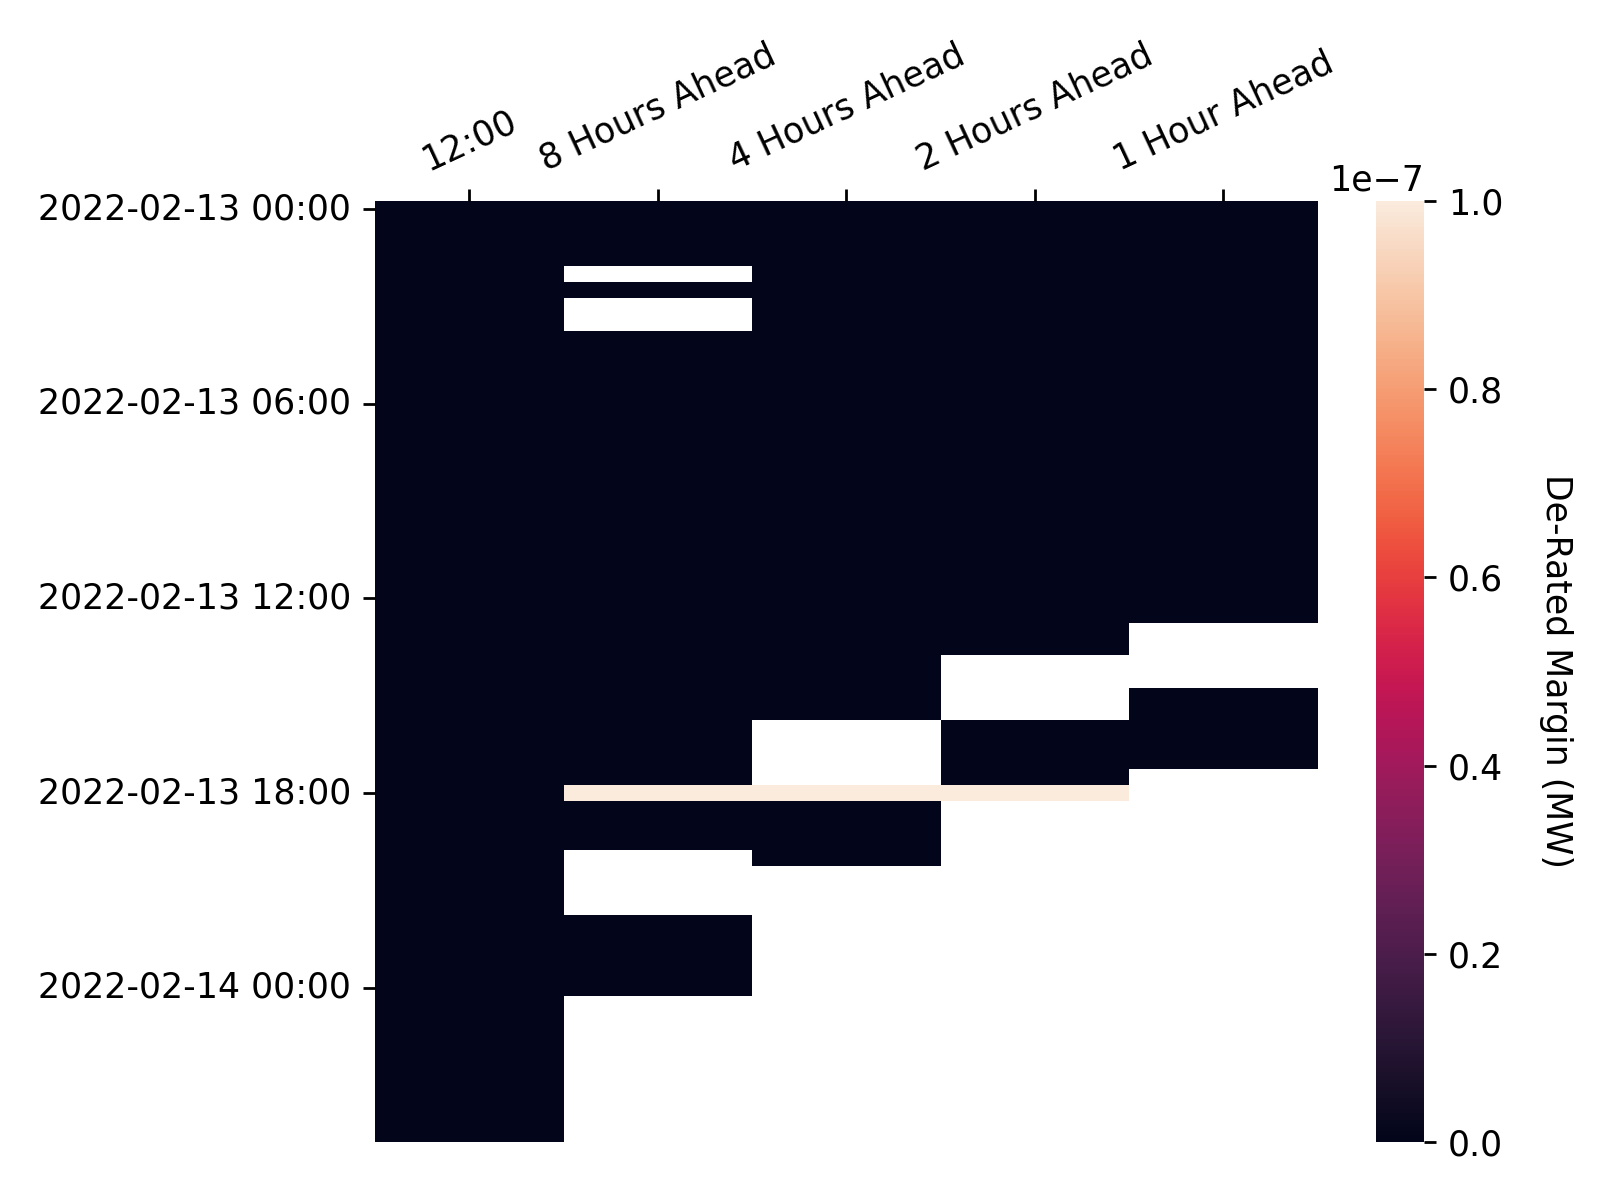 12:00
8 Hours Ahead
4 Hours Ahead
2 Hours Ahead
1 Hour Ahead
2022-02-13 00:00
2022-02-13 06:00
2022-02-13 12:00
2022-02-13 18:00
2022-02-14 00:00
1e−7
1.0
0.8
0.6
0.4
0.2
0.0
De-Rated Margin (MW)